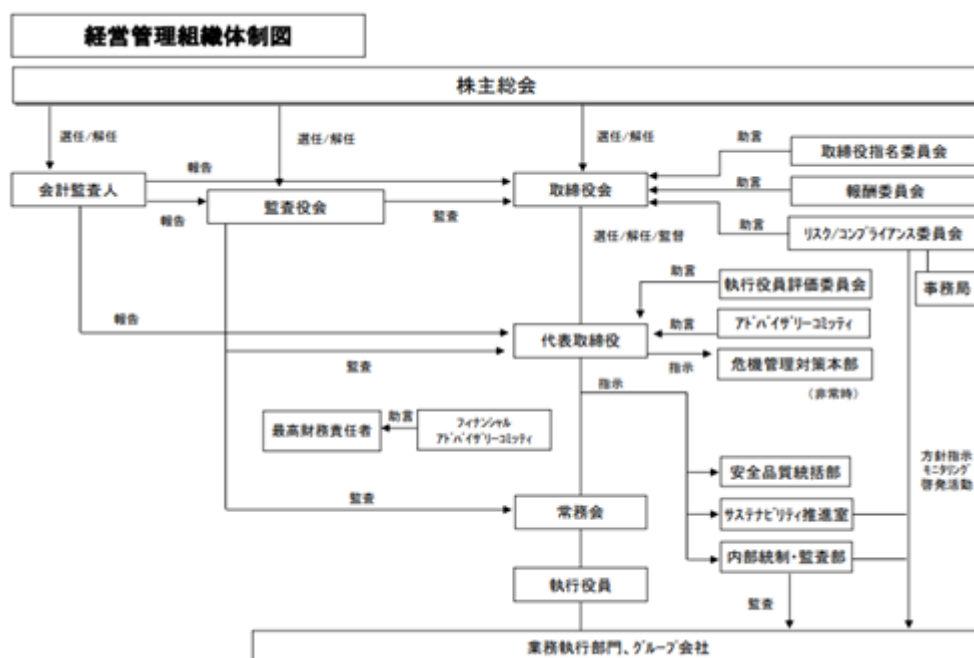 経営管理組織体制図
株主総会
選任/解任
選任/解任
選任/解任
助言
取締役指名委員会
会計監査人
報告
取締役会
助言
報酬委員会
報告
監査役会
監査
助言
ﾘｽｸ/ｺﾝﾌﾟﾗｲｱﾝｽ委員会
選任/解任/監督
事務局
助言
執行役員評価委員会
報告
代表取締役
助言
ｱﾄﾞﾊﾞｲｻﾞﾘｰｺﾐｯﾃｨ
監査
指示
危機管理対策本部
(非常時)
指示
最高財務責任者
助言
ﾌｨﾅﾝｼｬﾙ
ｱﾄﾞﾊﾞｲｻﾞﾘｰｺﾐｯﾃｨ
方針指示
ﾓﾆﾀﾘﾝｸﾞ
啓発活動
安全品質統括部
監査
常務会
ｻｽﾃﾅﾋﾞﾘﾃｨ推進室
内部統制・監査部
執行役員
監査
業務執行部門、ｸﾞﾙｰﾌﾟ会社